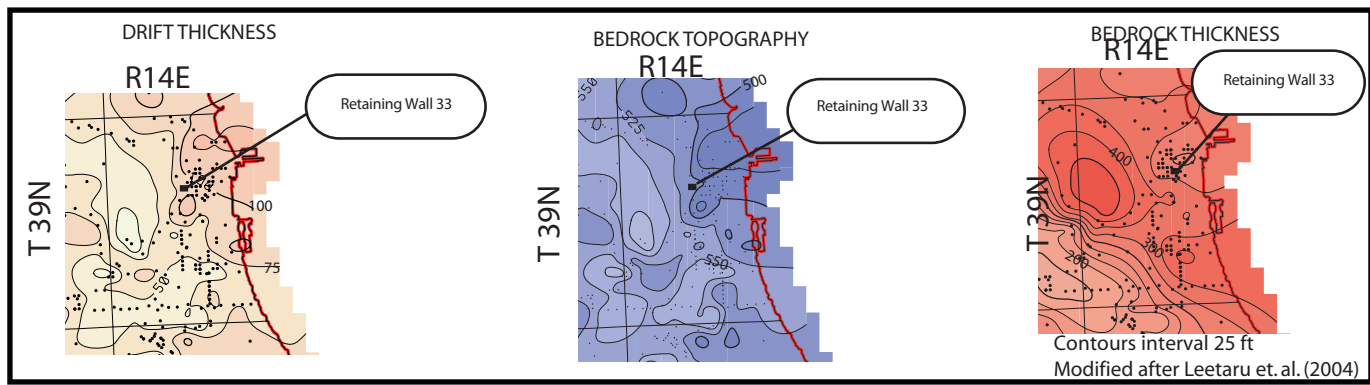 DRIFT THICKNESS
R14E
Retaining Wall 33
T 39N
100
75
50
BEDROCK TOPOGRAPHY
R14E
Retaining Wall 33
T 39N
550
500
525
550
BEDROCK THICKNESS
R14E
Retaining Wall 33
T 39N
400
300
200
Contours interval 25 ft
Modified after Leetaru et. al. (2004)